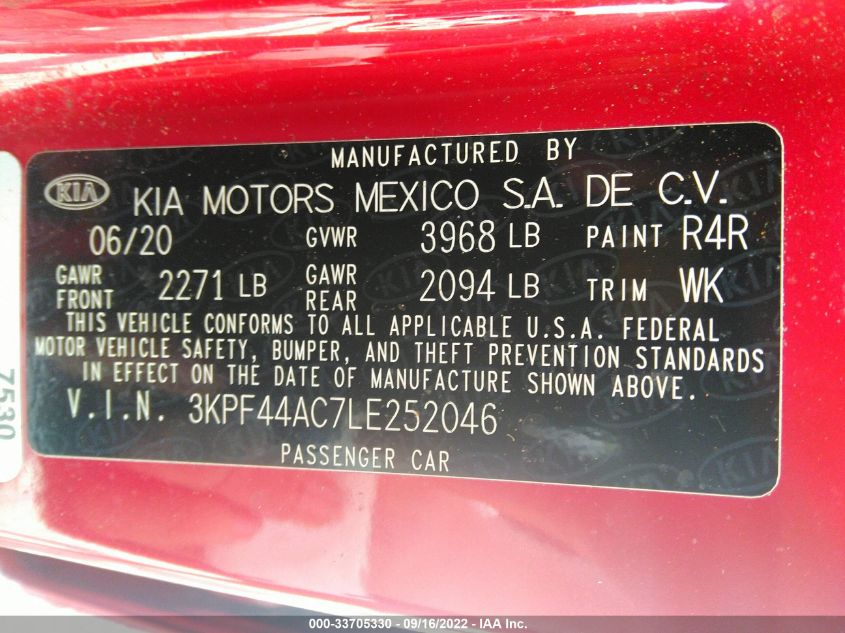 MANUFACTURED BY
KIA KIA MOTORS MEXICO S.A. DE C.V.
06/20 GVWR 3968 LB PAINT R4R
GAWR FRONT 2271 LB GAWR REAR 2094 LB TRIM WK
THIS VEHICLE CONFORMS TO ALL APPLICABLE U.S.A. FEDERAL
MOTOR VEHICLE SAFETY, BUMPER, AND THEFT PREVENTION STANDARDS
IN EFFECT ON THE DATE OF MANUFACTURE SHOWN ABOVE.
V.I.N. 3KPF44AC7LE252046
PASSENGER CAR
7530
000-33705330 - 09/16/2022 - IAA Inc.